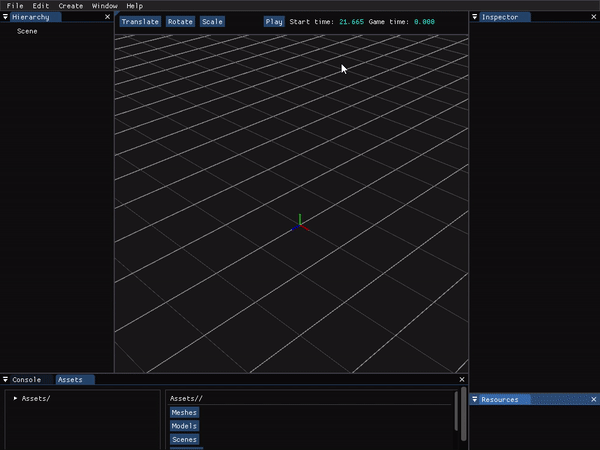 File Edit Create Window Help
Hierarchy
Scene
Translate Rotate Scale Play Start time: 21.665 Game time: 0.000
Inspector
Console Assets
Assets/
Assets//
Meshes
Models
Scenes
Resources